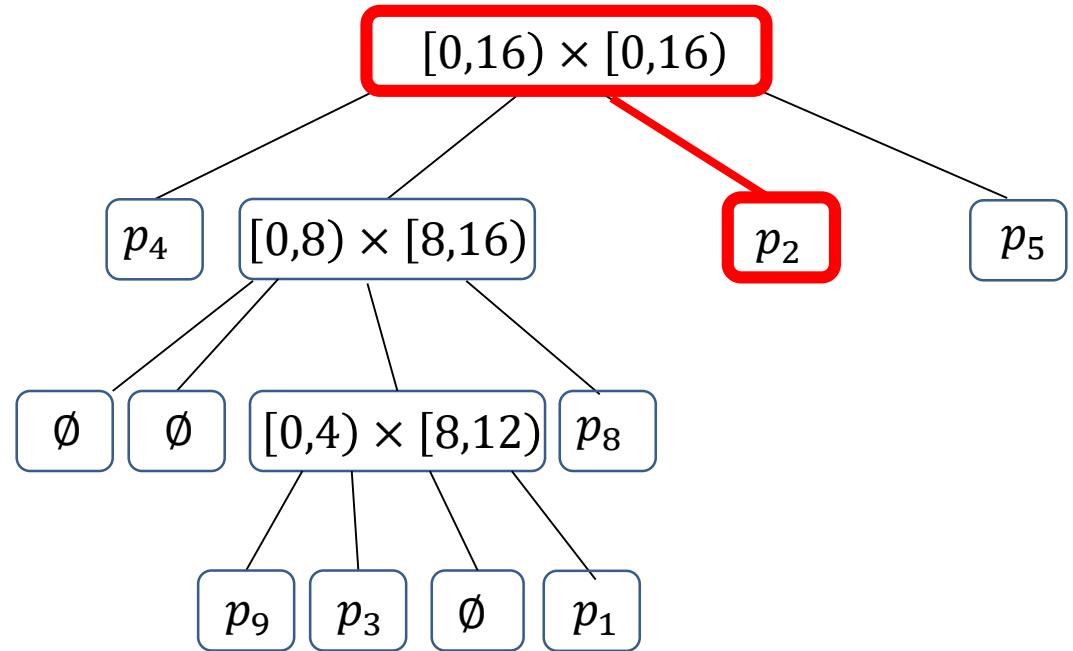 [0,16) × [0,16)
p₄ [0,8) × [8,16) p₂ p₅
∅ ∅ [0,4) × [8,12) p₈
p₉ p₃ ∅ p₁